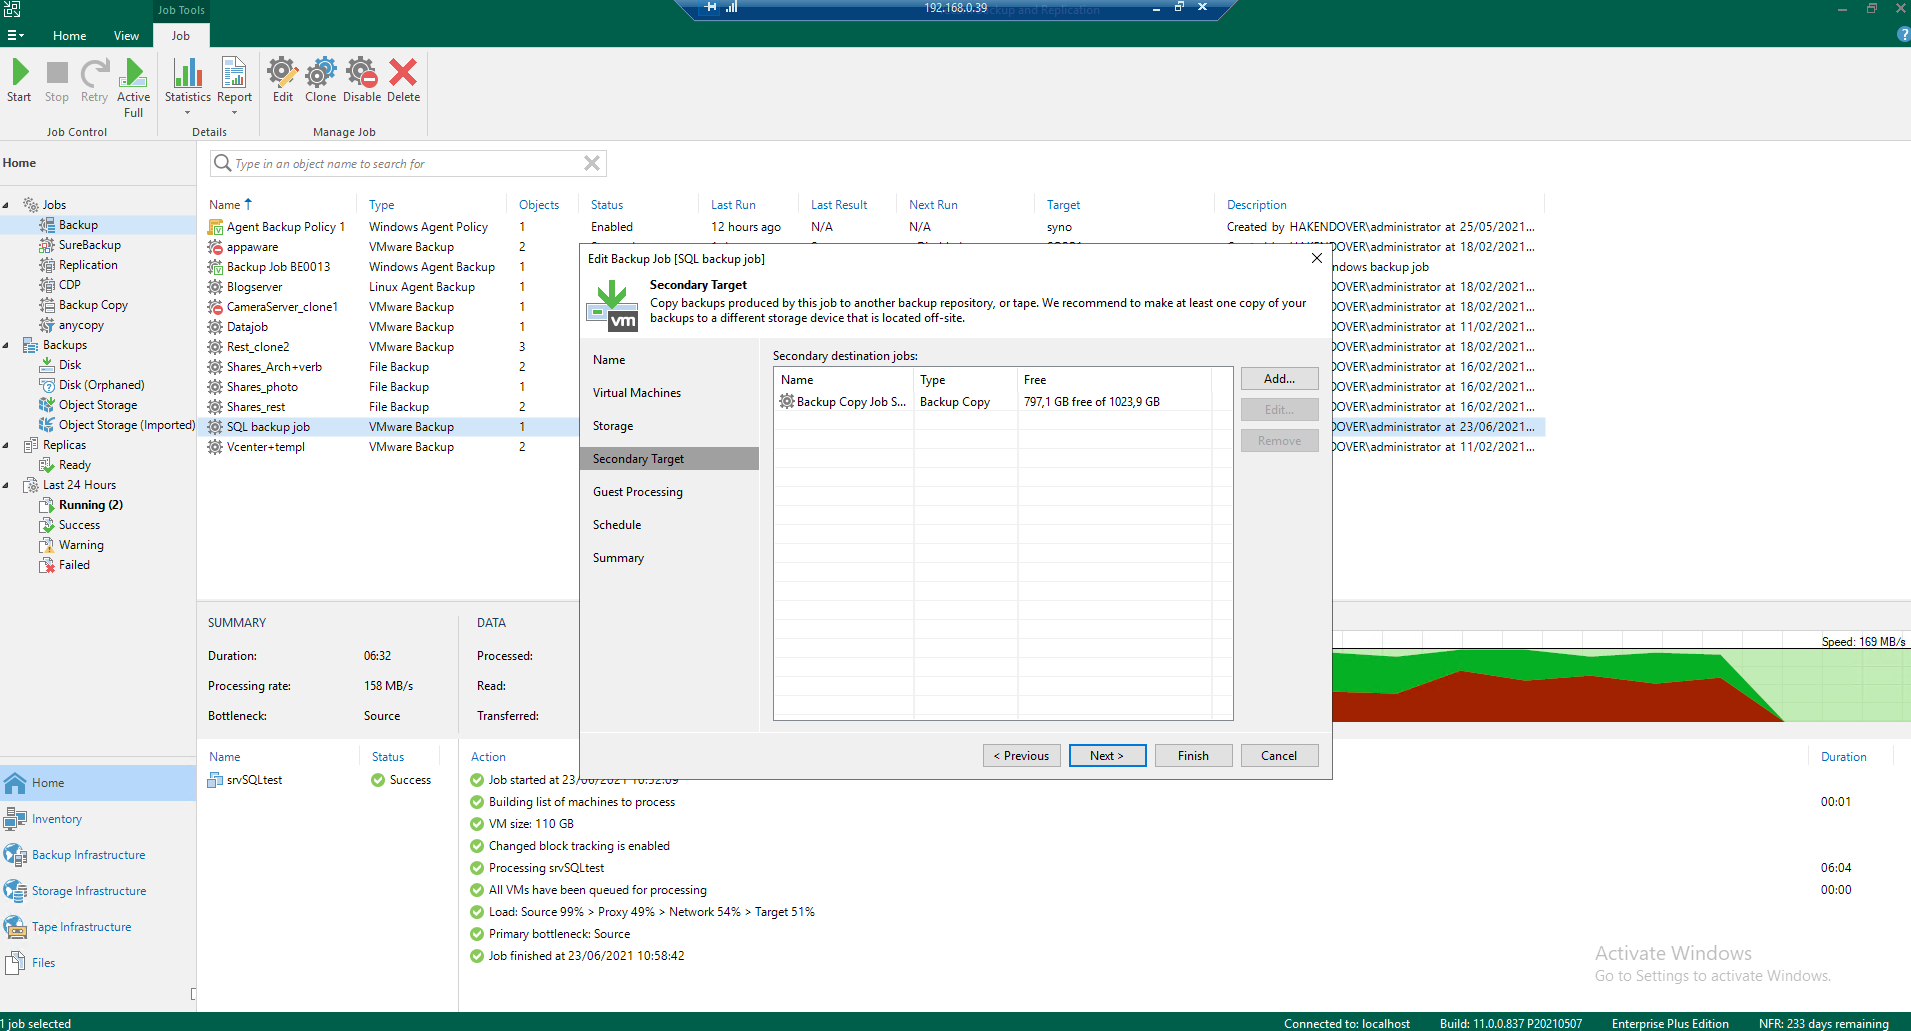 Job Tools
192.168.0.39
Backup and Replication
Home
View
Job
Start
Stop
Retry
Active Full
Statistics
Report
Edit
Clone
Disable
Delete
Job Control
Details
Manage Job
Home
Type in an object name to search for
Jobs
Backup
SureBackup
Replication
CDP
Backup Copy
anycopy
Backups
Disk
Disk (Orphaned)
Object Storage
Object Storage (Imported)
Replicas
Ready
Last 24 Hours
Running (2)
Success
Warning
Failed
Home
Inventory
Backup Infrastructure
Storage Infrastructure
Tape Infrastructure
Files
Name Type Objects Status Last Run Last Result Next Run Target Description
Agent Backup Policy 1 Windows Agent Policy 1 Enabled 12 hours ago N/A N/A syno Created by HAKENDOVER\administrator at 25/05/2021...
appaware VMware Backup 2 DOVER\administrator at 18/02/2021...
Backup Job BE0013 Windows Agent Backup 1 ndows backup job
Blogserver Linux Agent Backup 1 DOVER\administrator at 18/02/2021...
CameraServer_clone1 VMware Backup 1 DOVER\administrator at 18/02/2021...
Datajob VMware Backup 1 DOVER\administrator at 11/02/2021...
Rest_clone2 VMware Backup 3 DOVER\administrator at 18/02/2021...
Shares_Arch+verb File Backup 2 DOVER\administrator at 16/02/2021...
Shares_photo File Backup 1 DOVER\administrator at 16/02/2021...
Shares_rest File Backup 2 DOVER\administrator at 16/02/2021...
SQL backup job VMware Backup 1 DOVER\administrator at 23/06/2021...
Vcenter+templ VMware Backup 2 DOVER\administrator at 11/02/2021...
Edit Backup Job [SQL backup job]
Secondary Target
Copy backups produced by this job to another backup repository, or tape. We recommend to make at least one copy of your
backups to a different storage device that is located off-site.
vm
Name
Virtual Machines
Storage
Secondary Target
Guest Processing
Schedule
Summary
Secondary destination jobs:
Name Type Free
Backup Copy Job S... Backup Copy 797,1 GB free of 1023,9 GB
Add...
Edit...
Remove
< Previous
Next >
Finish
Cancel
SUMMARY
Duration: 06:32
Processing rate: 158 MB/s
Bottleneck: Source
DATA
Processed:
Read:
Transferred:
Speed: 169 MB/s
Name Status
srvSQLtest Success
Action Duration
Job started at 23/06/2021 10:52:09
Building list of machines to process 00:01
VM size: 110 GB
Changed block tracking is enabled
Processing srvSQLtest 06:04
All VMs have been queued for processing 00:00
Load: Source 99% > Proxy 49% > Network 54% > Target 51%
Primary bottleneck: Source
Job finished at 23/06/2021 10:58:42
Activate Windows
Go to Settings to activate Windows.
1 job selected
Connected to: localhost
Build: 11.0.0.837 P20210507
Enterprise Plus Edition
NFR: 233 days remaining